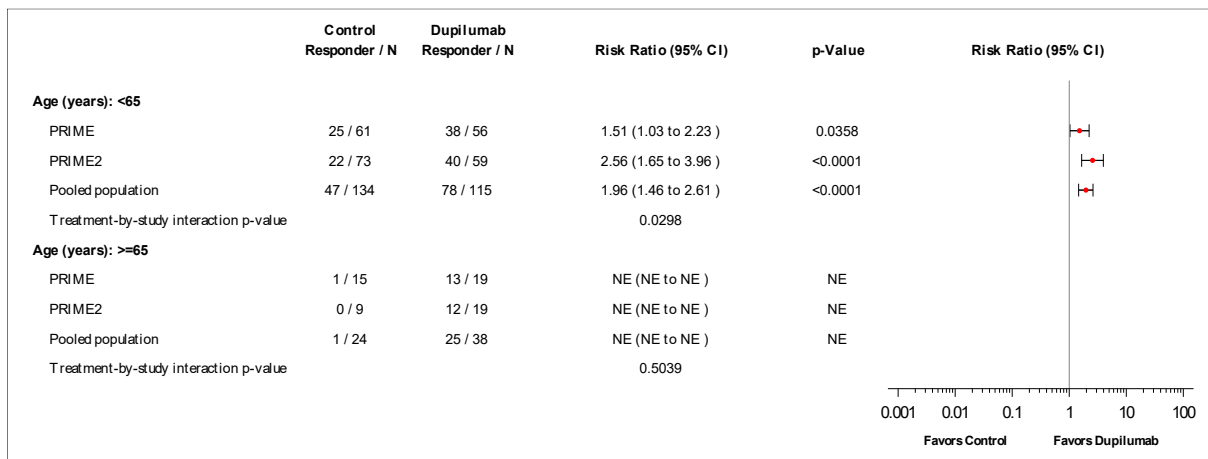 Control Dupilumab
Responder / N Responder / N Risk Ratio (95% CI) p-Value Risk Ratio (95% CI)
Age (years): <65
PRIME 25 / 61 38 / 56 1.51 (1.03 to 2.23 ) 0.0358
PRIME2 22 / 73 40 / 59 2.56 (1.65 to 3.96 ) <0.0001
Pooled population 47 / 134 78 / 115 1.96 (1.46 to 2.61 ) <0.0001
Treatment-by-study interaction p-value 0.0298
Age (years): >=65
PRIME 1 / 15 13 / 19 NE (NE to NE ) NE
PRIME2 0 / 9 12 / 19 NE (NE to NE ) NE
Pooled population 1 / 24 25 / 38 NE (NE to NE ) NE
Treatment-by-study interaction p-value 0.5039
0.001 0.01 0.1 1 10 100
Favors Control Favors Dupilumab